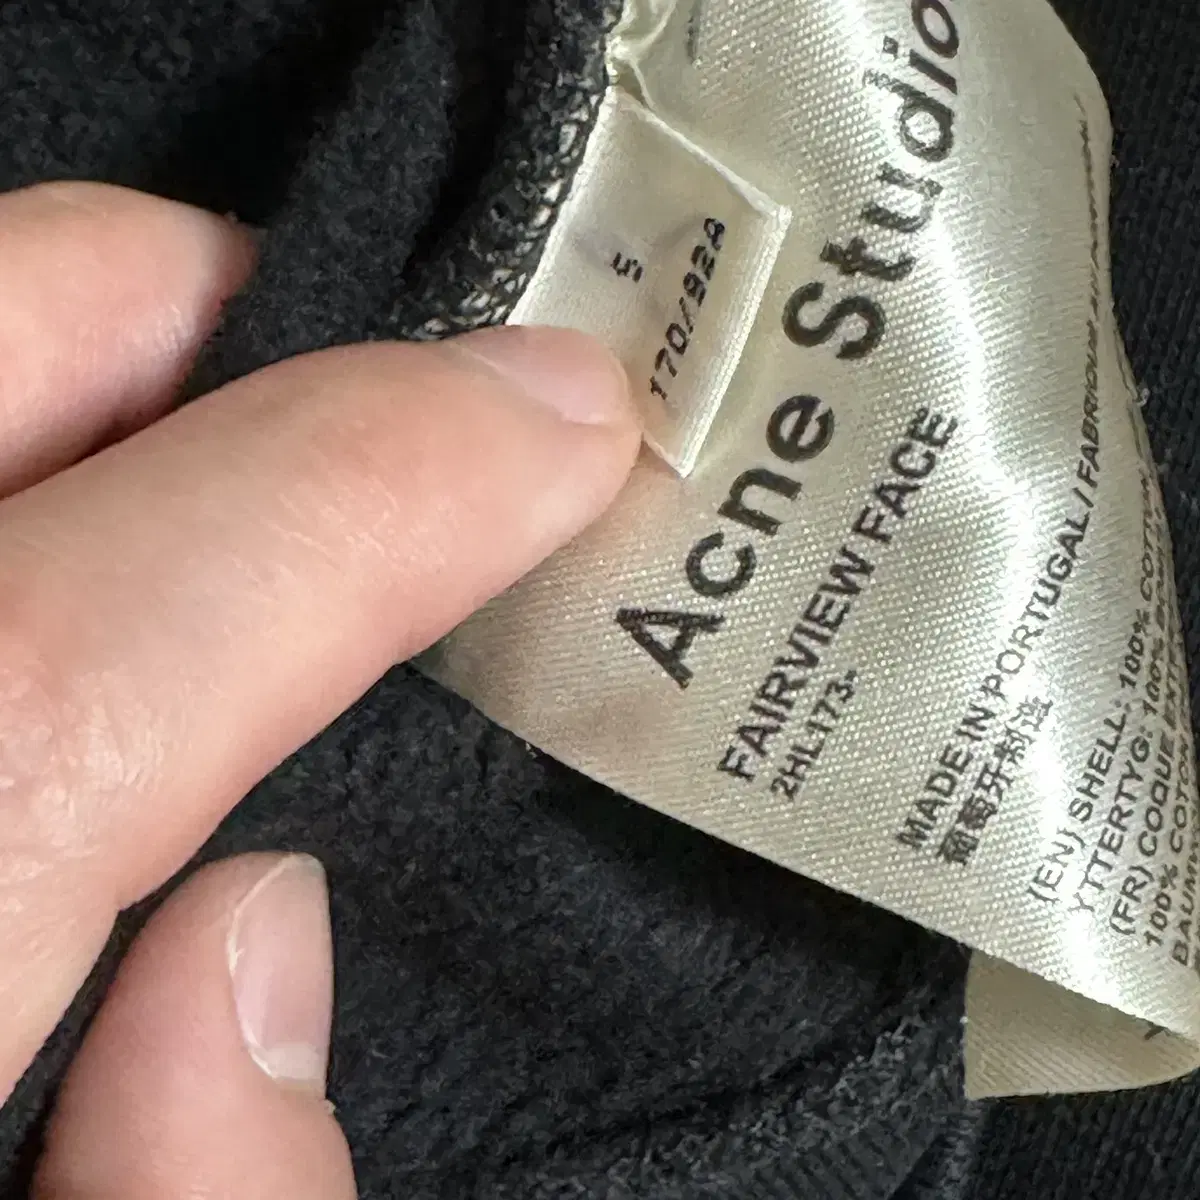 S
170/92A
Acne Studio
FAIRVIEW FACE
2HL173-
MADE IN PORTUGAL / FABRIQUÉ
葡萄牙制造
(EN) SHELL: 100% COTTON
YTTERTYG: 100%
(FR) COQUE EXT
100% COTON